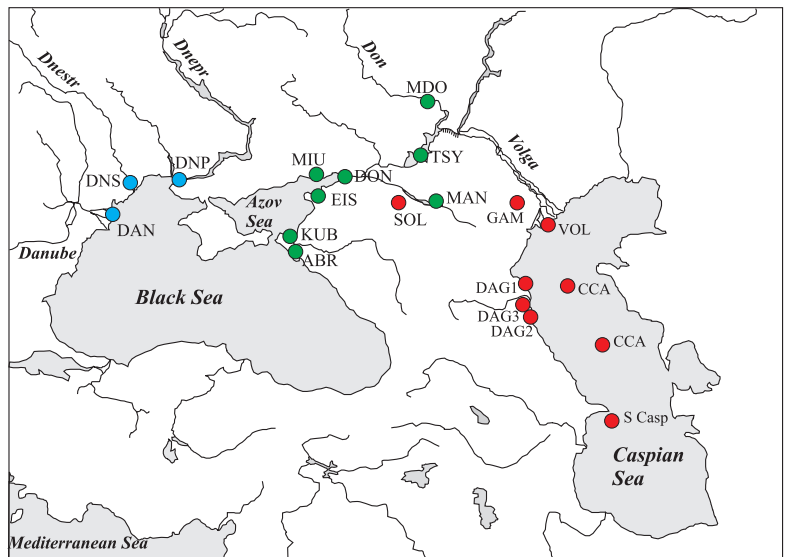 Dnestr
Dnepr
Don
MDO
Volga
TSY
DNP
DNS
MIU
DON
EIS
MAN
SOL
GAM
Azov
Sea
DAN
VOL
KUB
ABR
Danube
Black Sea
DAG1
CCA
DAG3
DAG2
CCA
S Casp
Caspian
Sea
Mediterranean Sea